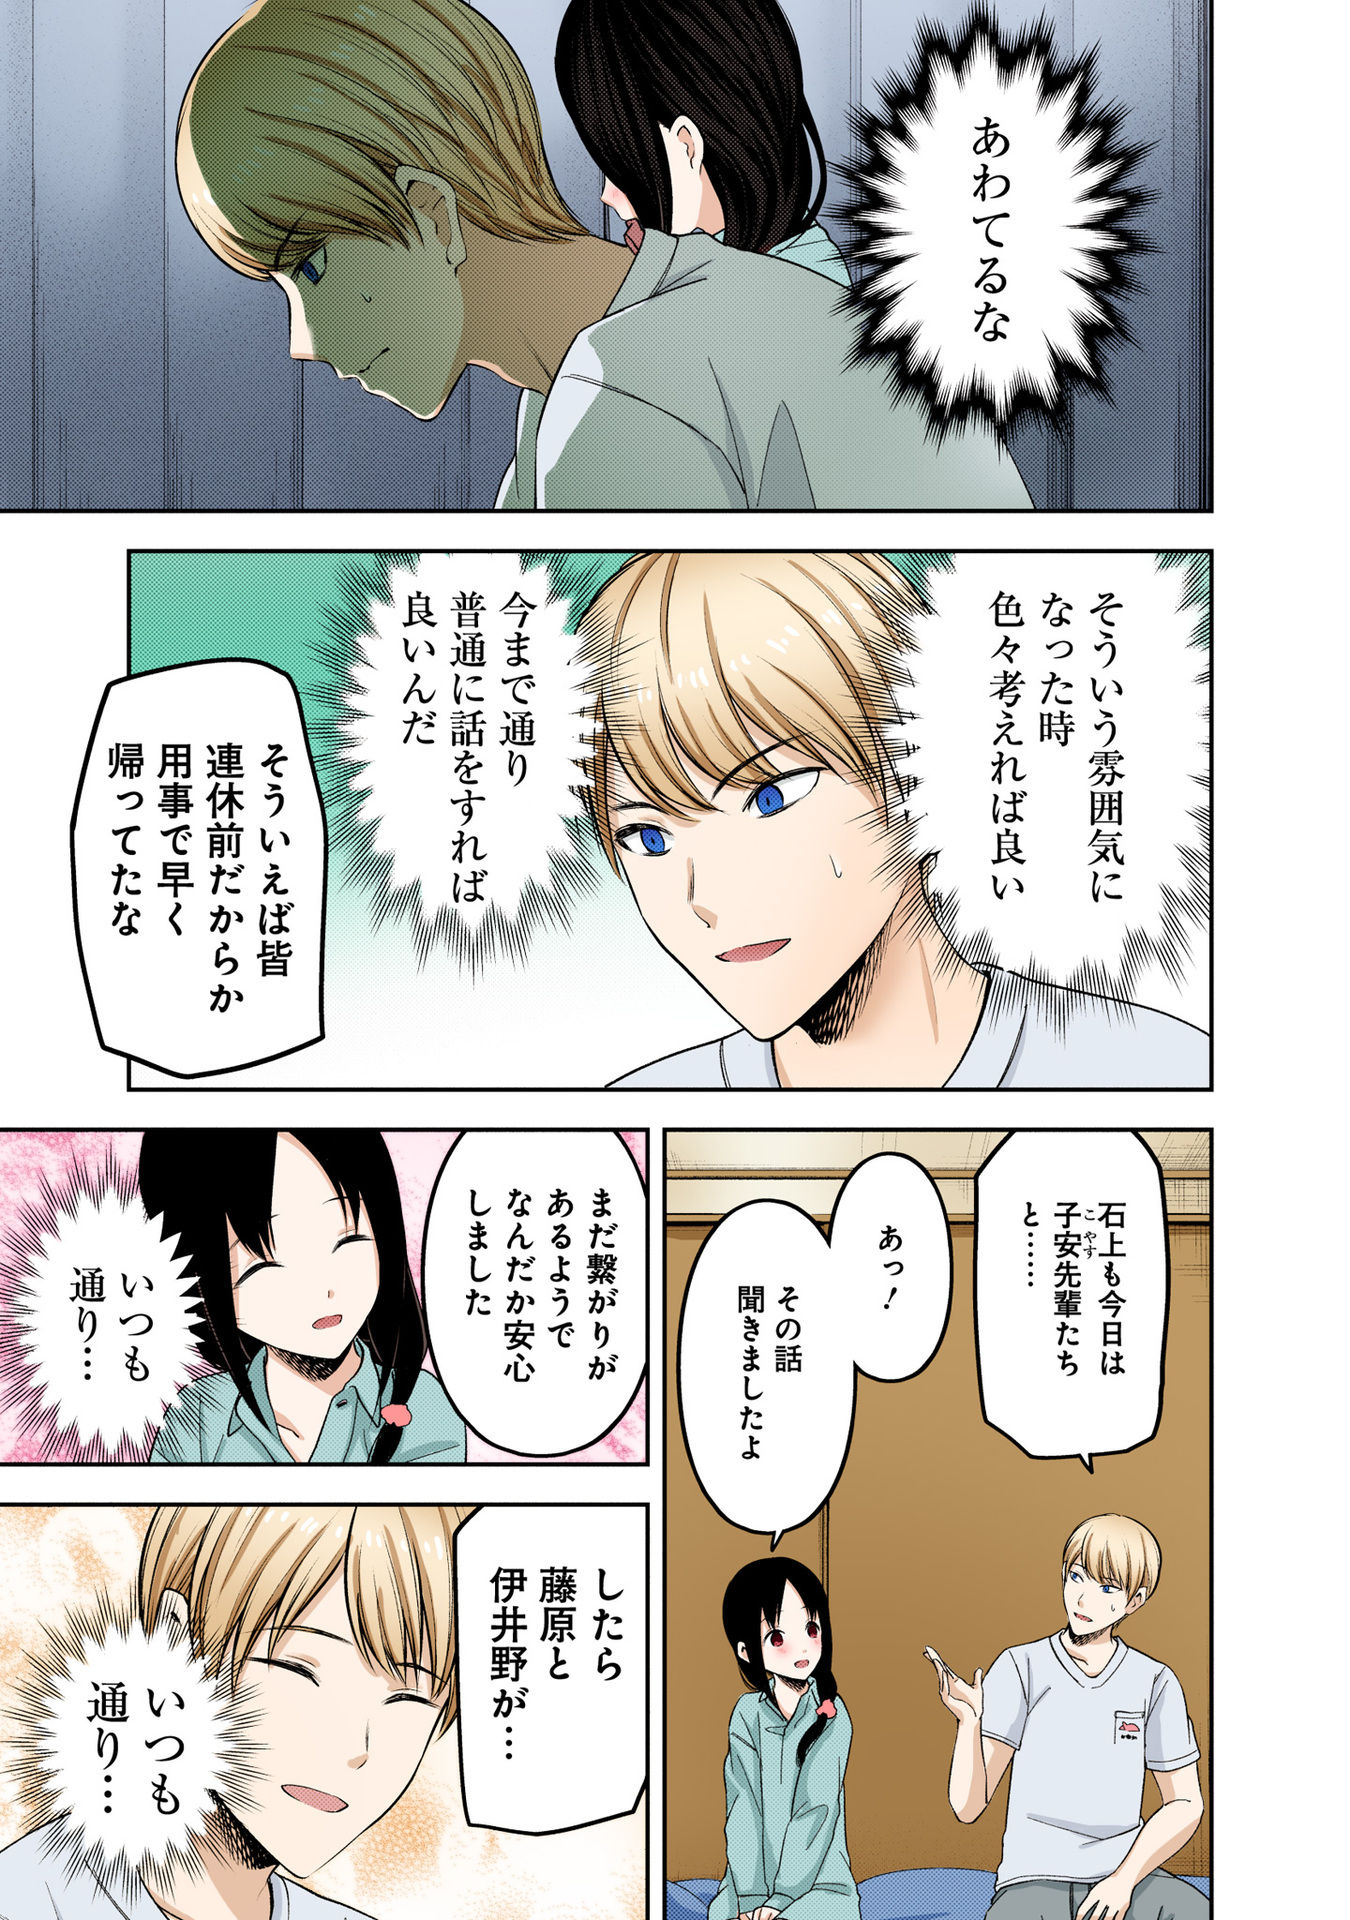 あわてるな
そういう雰囲気に
なった時
色々考えれば良い
今まで通り
普通に話をすれば
良いんだ
そういえば皆
連休前だからか
用事で早く
帰ってたな
石上も今日は
子安先輩たち
こやす
と……
あっ！
その話
聞きましたよ
まだ繋がりが
あるようで
なんだか安心
しました
いつも
通り…
したら
藤原と
伊井野が…
いつも
通り…